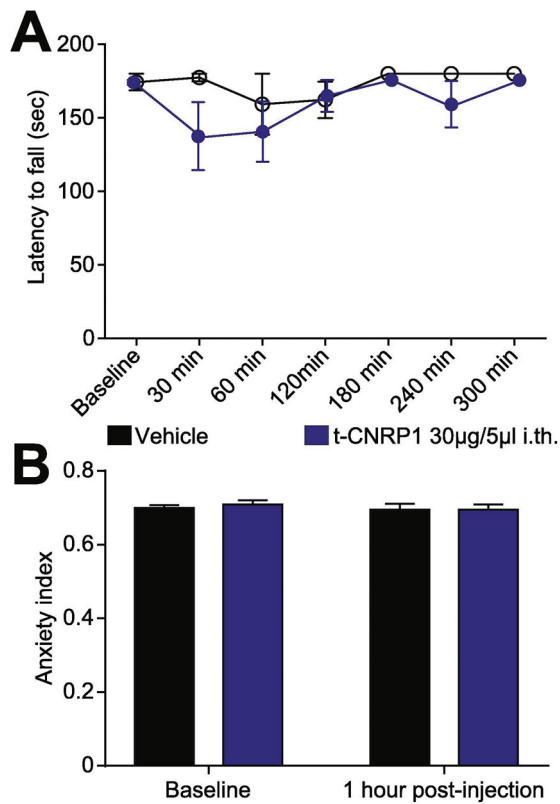 A
Latency to fall (sec)
200
150
100
50
0
Baseline
30 min
60 min
120min
180 min
240 min
300 min
Vehicle
t-CNRP1 30µg/5µl i.th.
B
Anxiety index
0.8
0.6
0.4
0.2
0
Baseline
1 hour post-injection